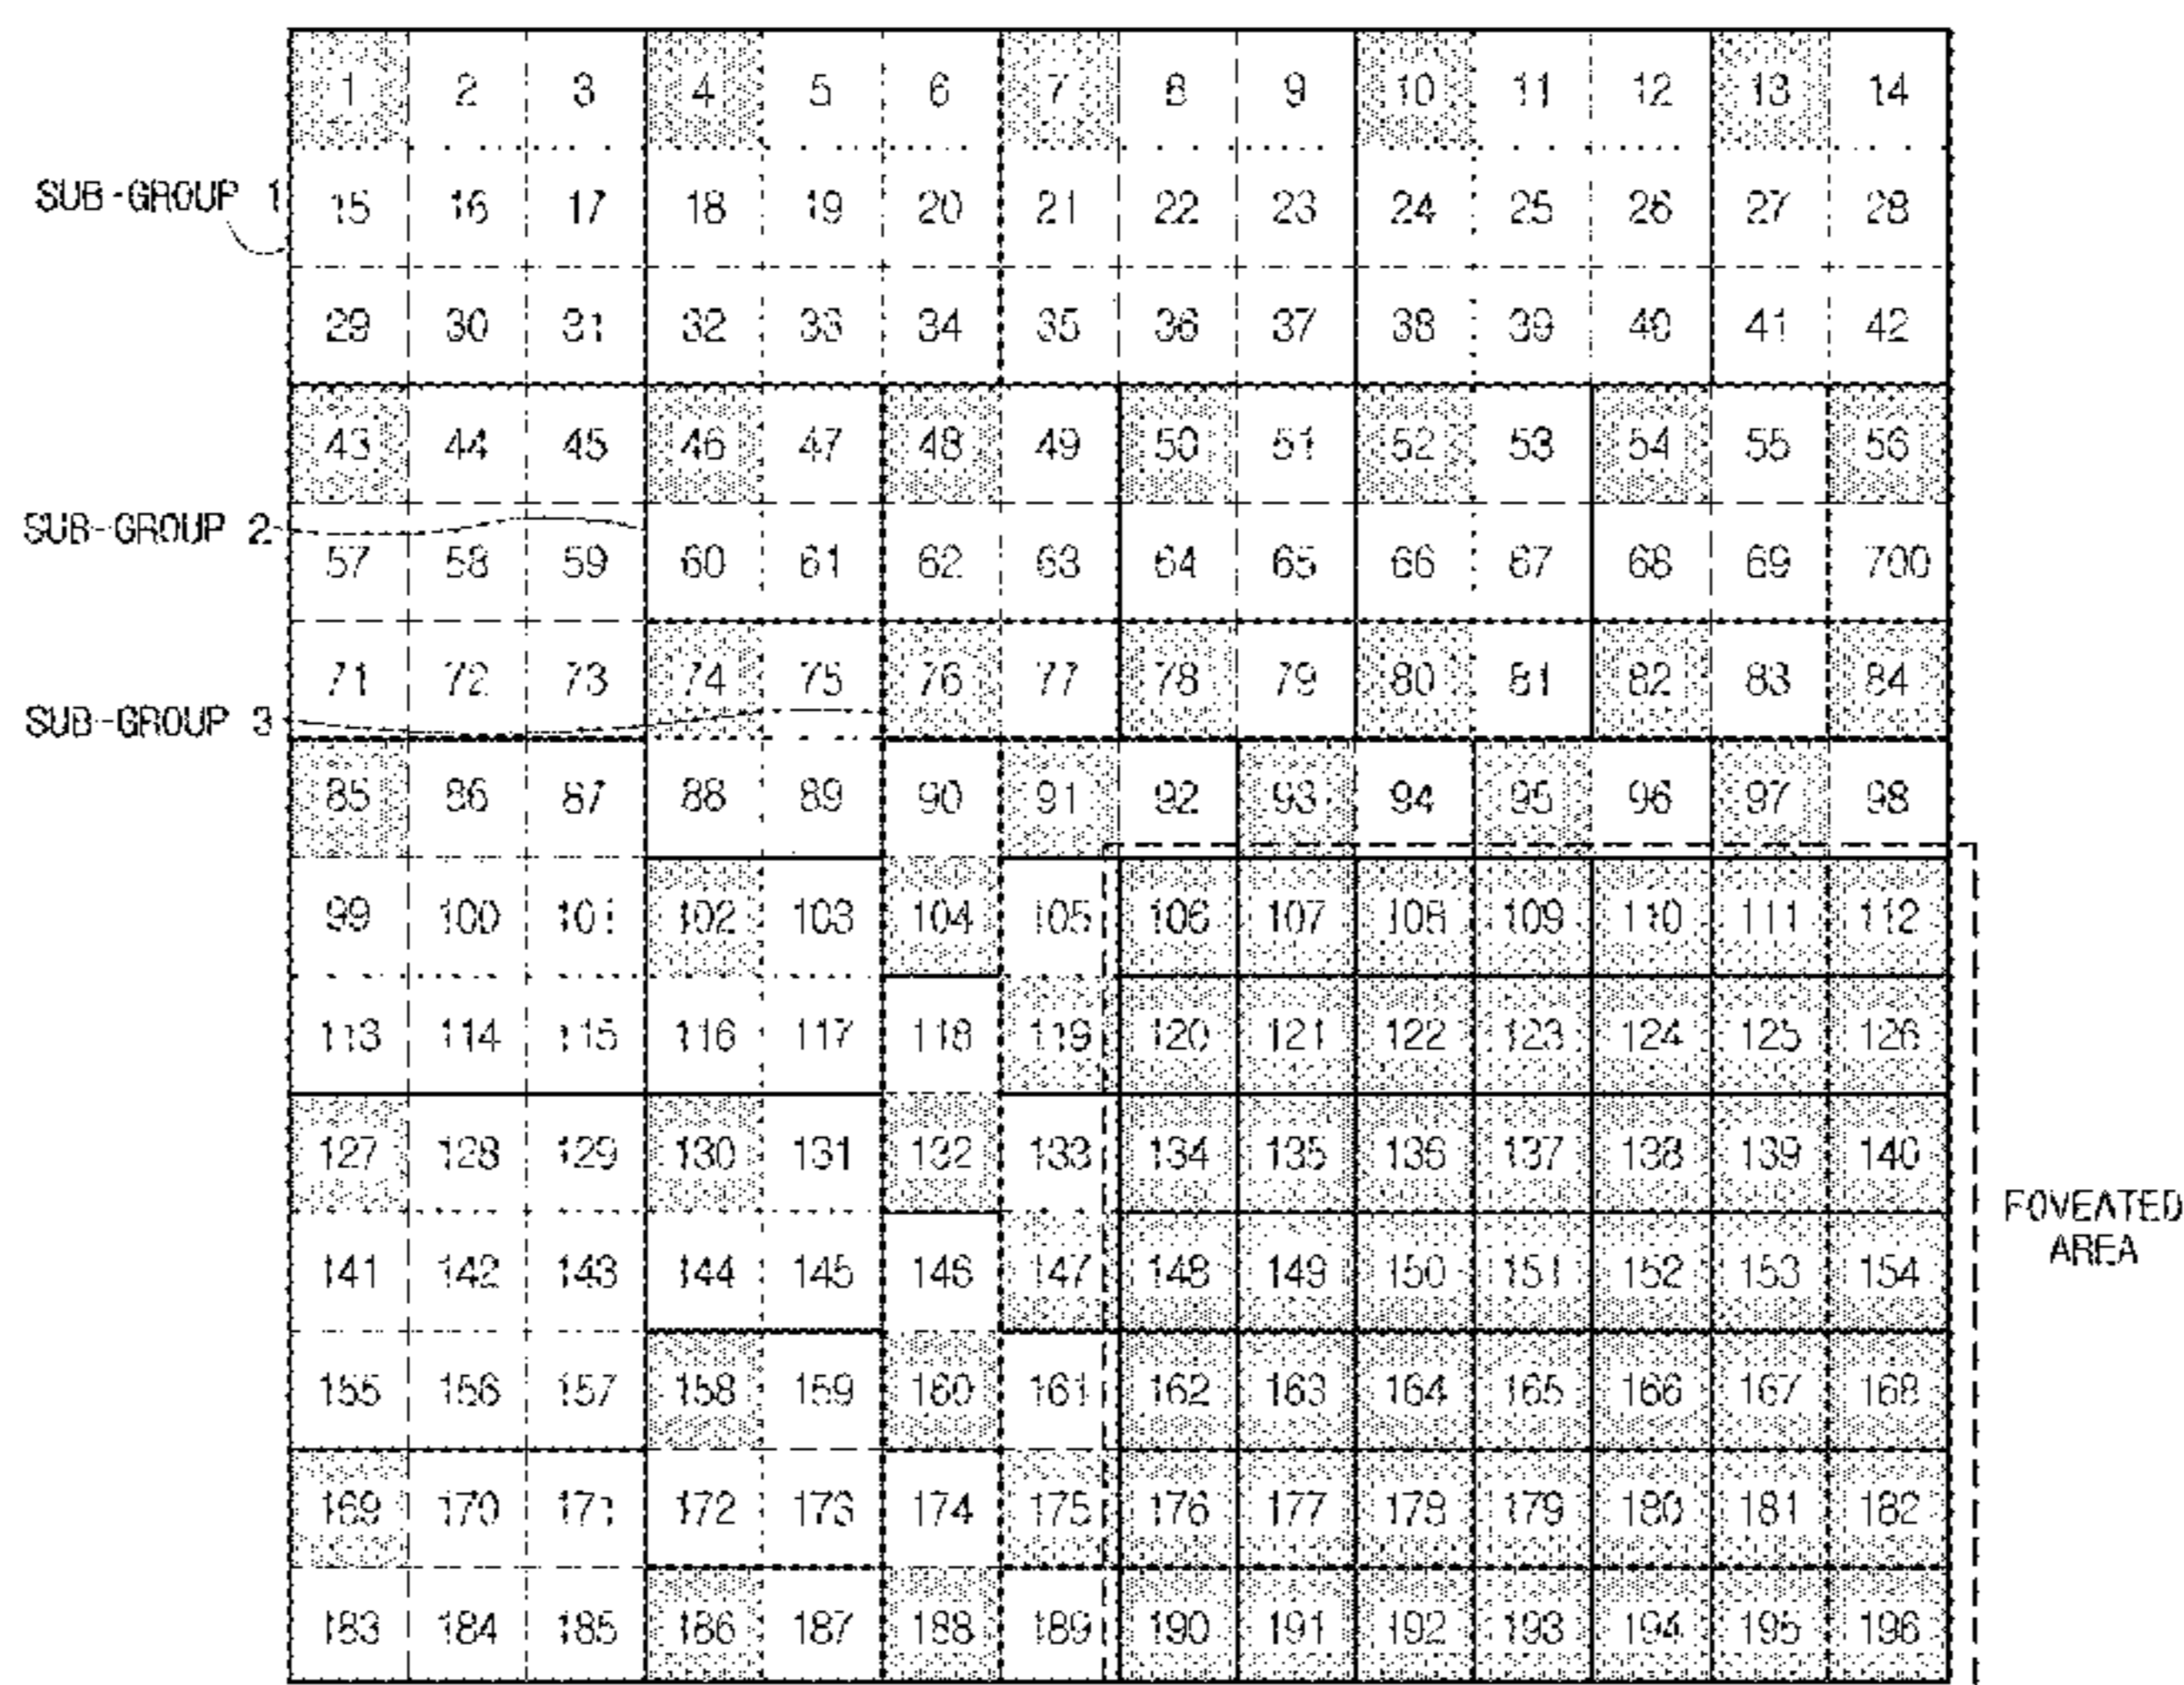 1 2 3 4 5 6 7 8 9 10 11 12 13 14
SUB-GROUP 1 15 16 17 18 19 20 21 22 23 24 25 26 27 28
29 30 31 32 33 34 35 36 37 38 39 40 41 42
43 44 45 46 47 48 49 50 51 52 53 54 55 56
SUB-GROUP 2 57 58 59 60 61 62 63 64 65 66 67 68 69 700
71 72 73 74 75 76 77 78 79 80 81 82 83 84
SUB-GROUP 3
85 86 87 88 89 90 91 92 93 94 95 96 97 98
99 100 101 102 103 104 105 106 107 108 109 110 111 112
113 114 115 116 117 118 119 120 121 122 123 124 125 126
127 128 129 130 131 132 133 134 135 136 137 138 139 140
FOVEATED
AREA
141 142 143 144 145 146 147 148 149 150 151 152 153 154
155 156 157 158 159 160 161 162 163 164 165 166 167 168
169 170 171 172 173 174 175 176 177 178 179 180 181 182
183 184 185 186 187 188 189 190 191 192 193 194 195 196